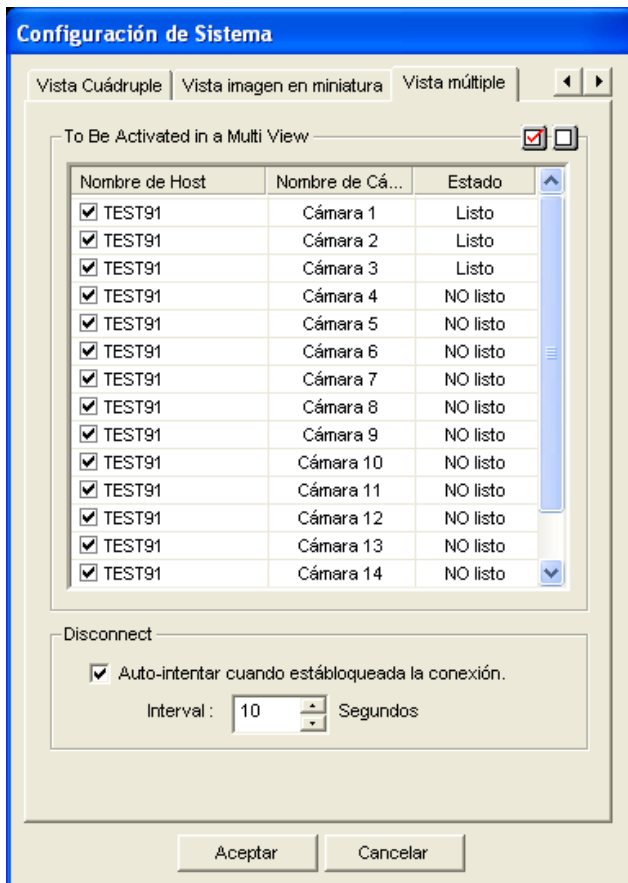 Configuración de Sistema
Vista Cuádruple Vista imagen en miniatura Vista múltiple
To Be Activated in a Multi View
Nombre de Host Nombre de Cá... Estado
TEST91 Cámara 1 Listo
TEST91 Cámara 2 Listo
TEST91 Cámara 3 Listo
TEST91 Cámara 4 NO listo
TEST91 Cámara 5 NO listo
TEST91 Cámara 6 NO listo
TEST91 Cámara 7 NO listo
TEST91 Cámara 8 NO listo
TEST91 Cámara 9 NO listo
TEST91 Cámara 10 NO listo
TEST91 Cámara 11 NO listo
TEST91 Cámara 12 NO listo
TEST91 Cámara 13 NO listo
TEST91 Cámara 14 NO listo
Disconnect
Auto-intentar cuando estábloqueada la conexión.
Interval : 10 Segundos
Aceptar Cancelar